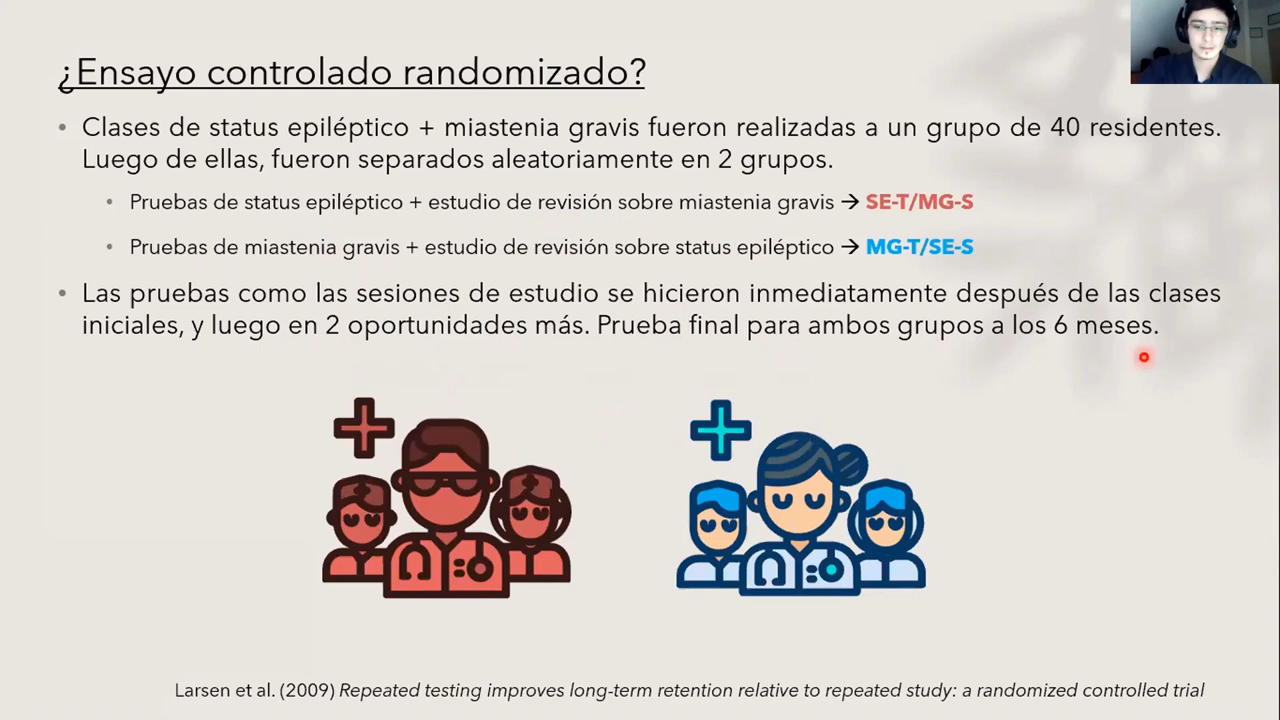 ¿Ensayo controlado randomizado?
• Clases de status epiléptico + miastenia gravis fueron realizadas a un grupo de 40 residentes.
Luego de ellas, fueron separados aleatoriamente en 2 grupos.
• Pruebas de status epiléptico + estudio de revisión sobre miastenia gravis → SE-T/MG-S
• Pruebas de miastenia gravis + estudio de revisión sobre status epiléptico → MG-T/SE-S
• Las pruebas como las sesiones de estudio se hicieron inmediatamente después de las clases
iniciales, y luego en 2 oportunidades más. Prueba final para ambos grupos a los 6 meses.
Larsen et al. (2009) Repeated testing improves long-term retention relative to repeated study: a randomized controlled trial